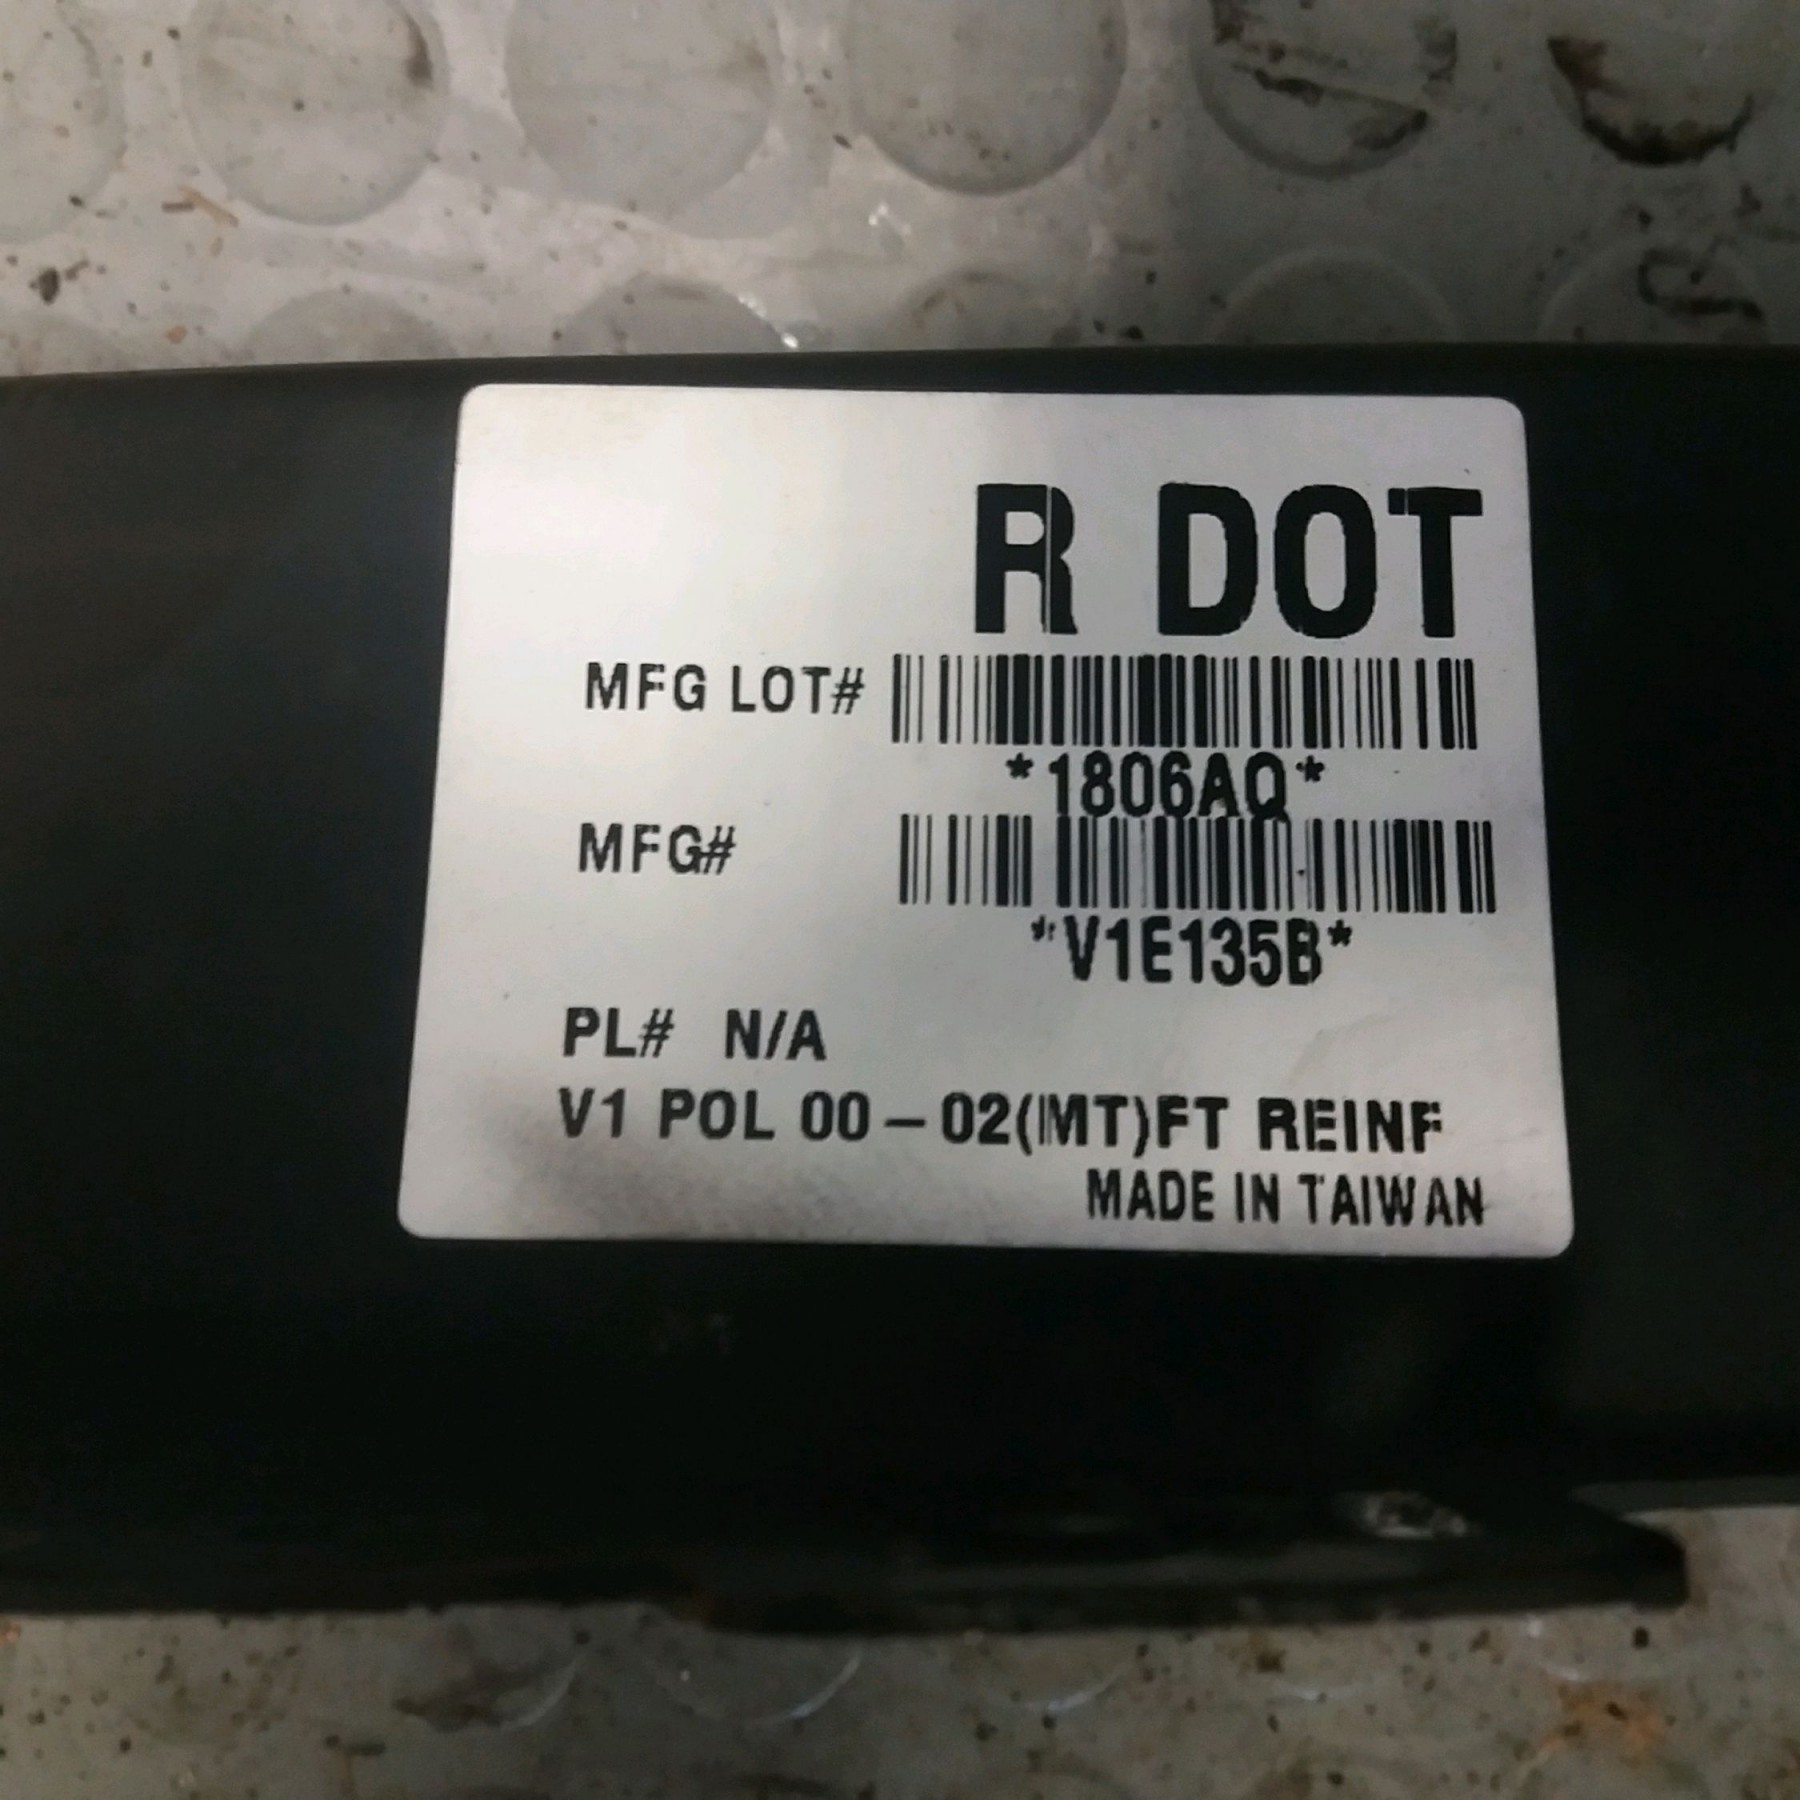 R DOT
MFG LOT#
*1806AQ*
MFG#
*V1E135B*
PL# N/A
V1 POL 00-02(MT)FT REINF
MADE IN TAIWAN